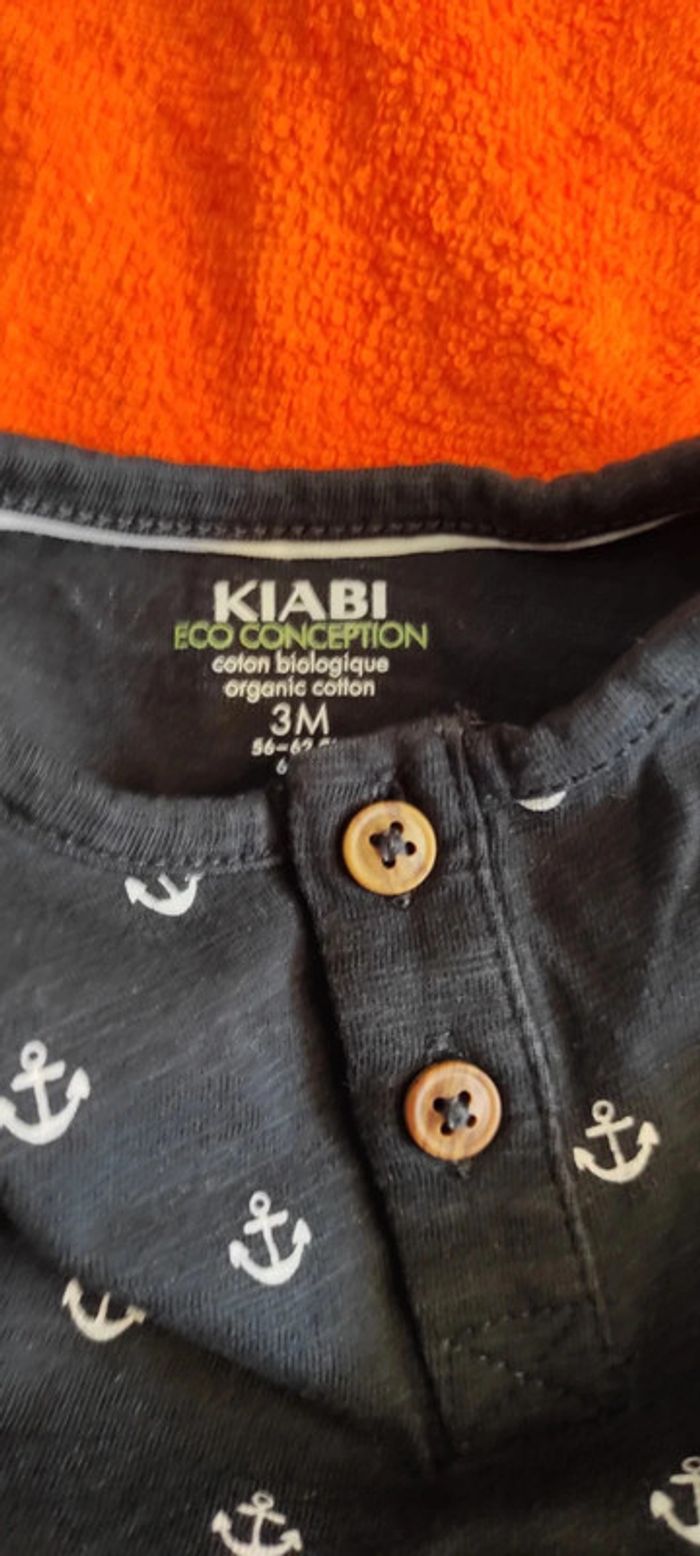 KIABI
ECO CONCEPTION
coton biologique
organic cotton
3M